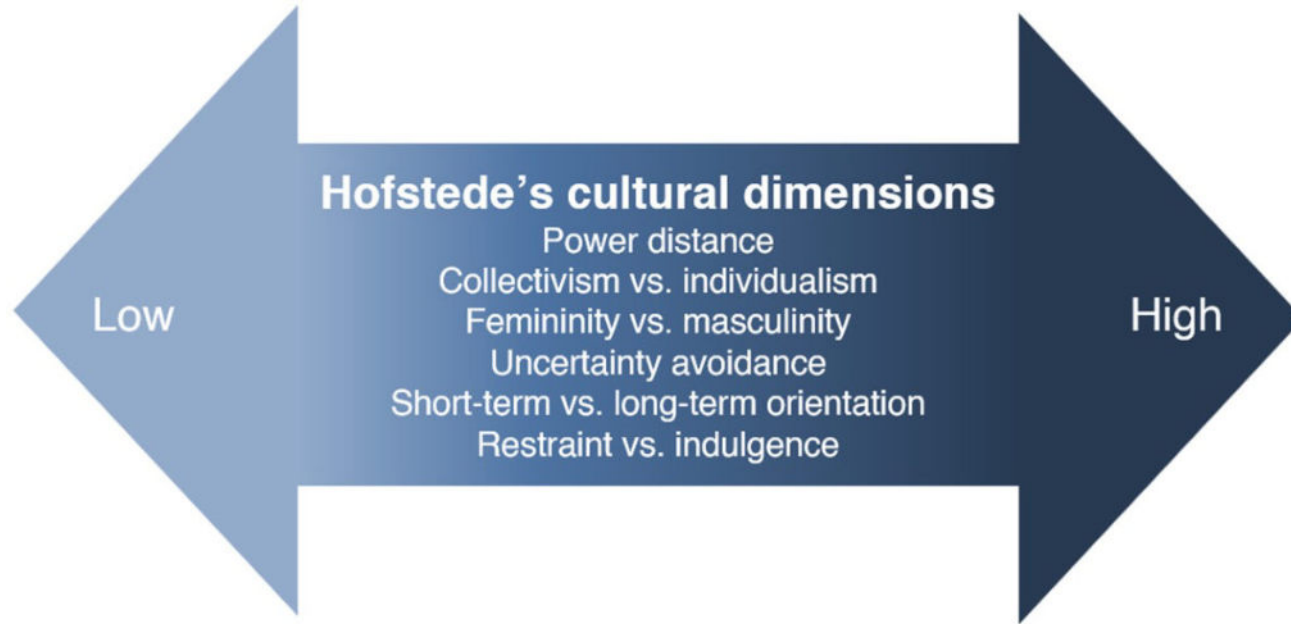 Hofstede’s cultural dimensions
Power distance
Collectivism vs. individualism
Femininity vs. masculinity
Low
High
Uncertainty avoidance
Short-term vs. long-term orientation
Restraint vs. indulgence